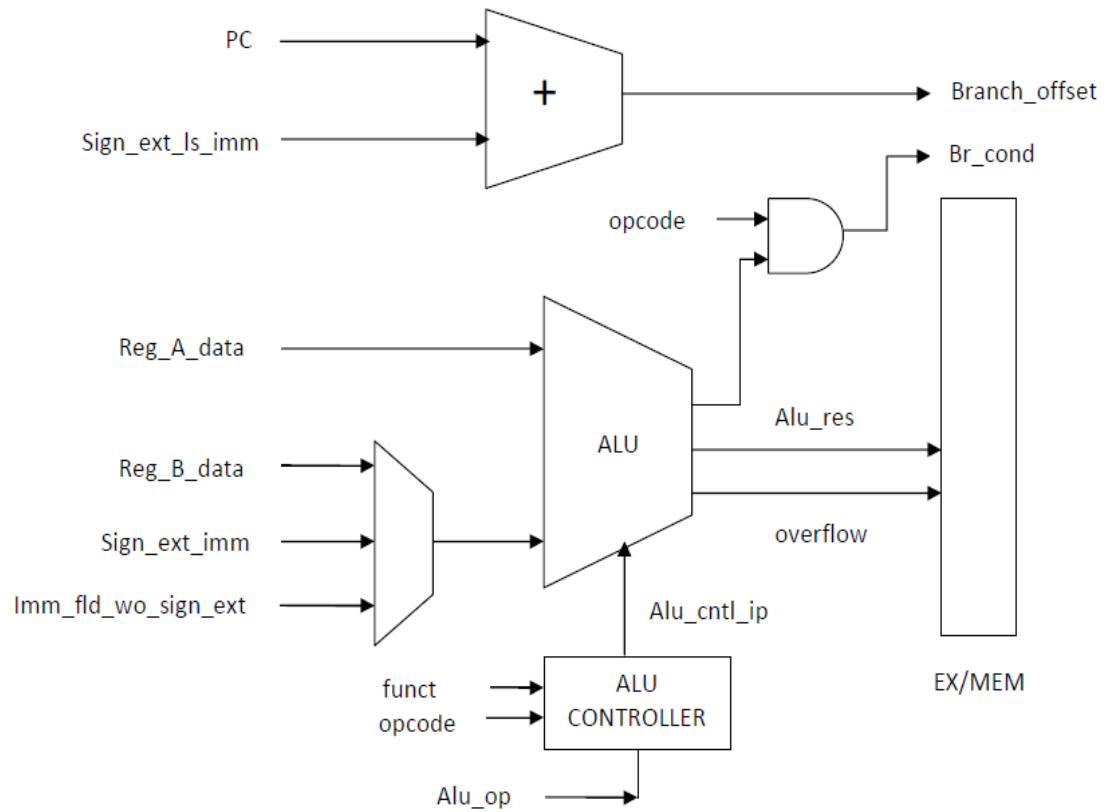 PC
+
Branch_offset
Sign_ext_ls_imm
Br_cond
opcode
Reg_A_data
Alu_res
ALU
Reg_B_data
overflow
Sign_ext_imm
Imm_fld_wo_sign_ext
Alu_cntl_ip
funct
opcode
ALU
CONTROLLER
EX/MEM
Alu_op